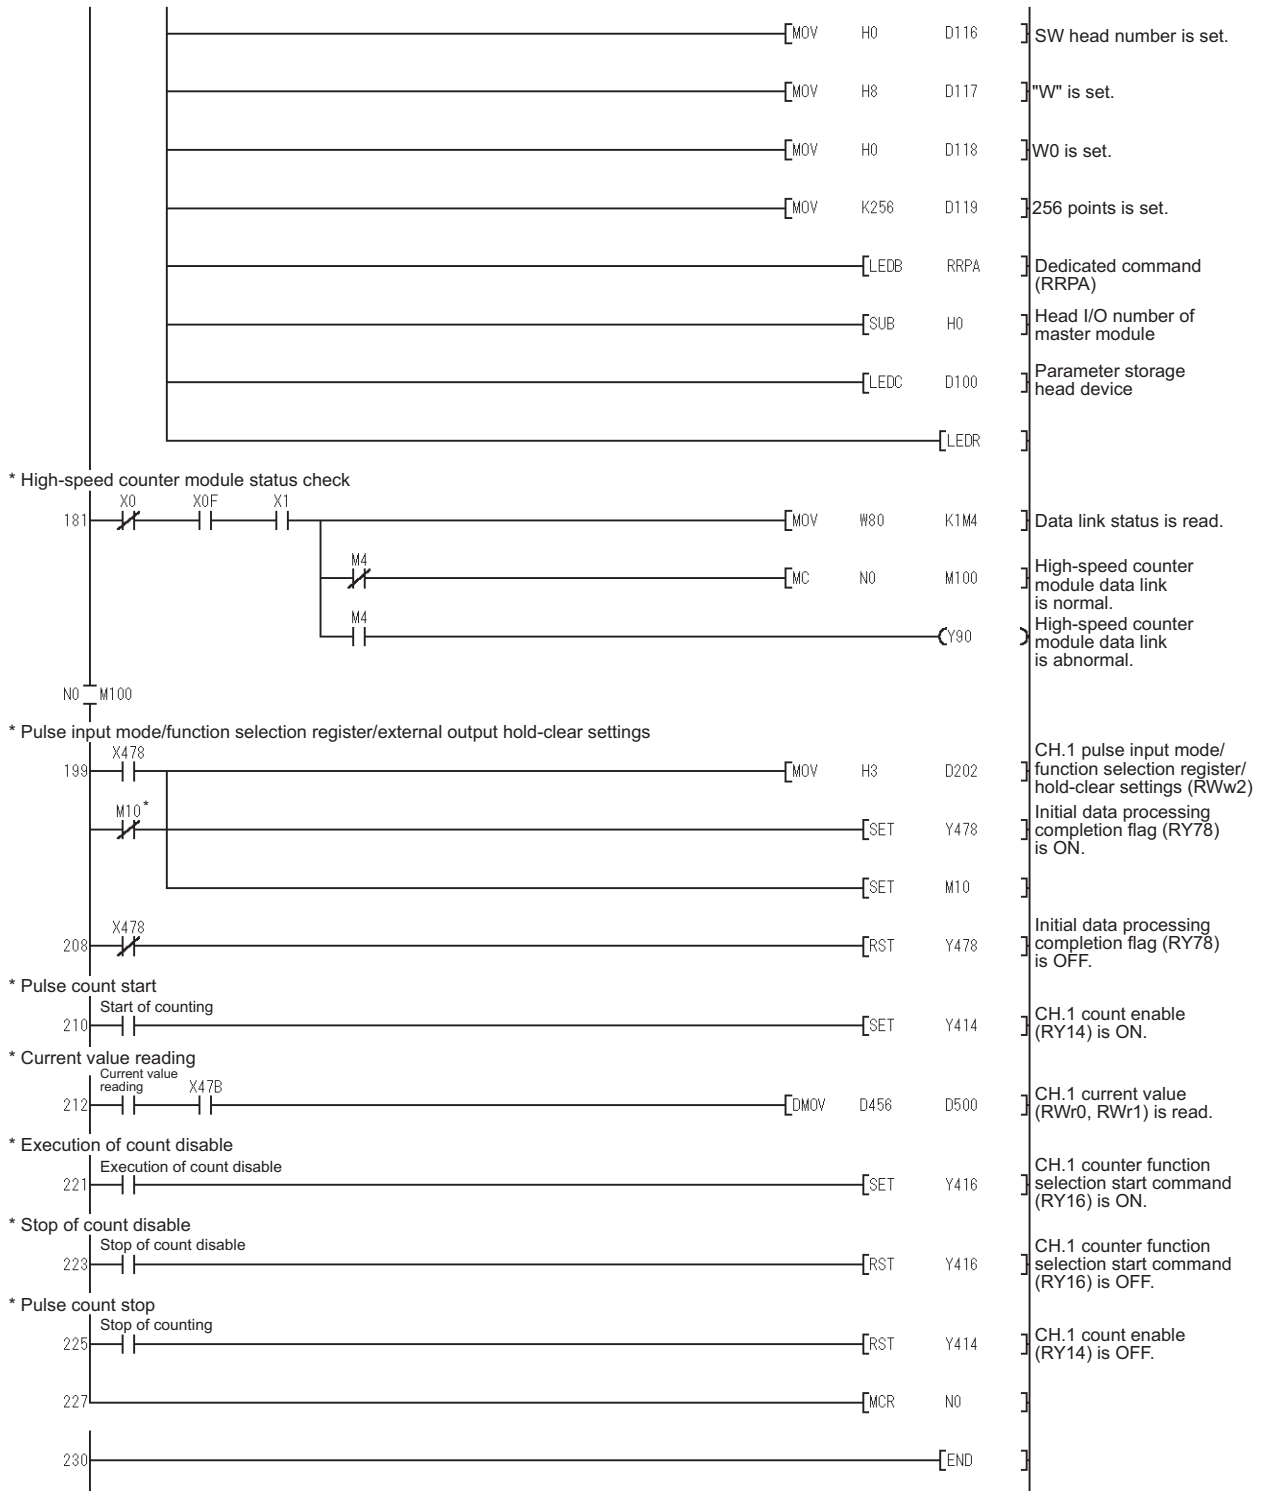 MOV H0 D116 SW head number is set.
MOV H8 D117 "W" is set.
MOV H0 D118 W0 is set.
MOV K256 D119 256 points is set.
LEDB RRPA Dedicated command
(RRPA)
SUB H0 Head I/O number of
master module
LEDC D100 Parameter storage
head device
LEDR
* High-speed counter module status check
X0 X0F X1
181 MOV W80 K1M4 Data link status is read.
M4
MC N0 M100 High-speed counter
module data link
is normal.
M4
Y90 High-speed counter
module data link
is abnormal.
N0 M100
* Pulse input mode/function selection register/external output hold-clear settings
X478
199 MOV H3 D202 CH.1 pulse input mode/
function selection register/
hold-clear settings (RWw2)
M10 *
SET Y478 Initial data processing
completion flag (RY78)
is ON.
SET M10
X478
208 RST Y478 Initial data processing
completion flag (RY78)
is OFF.
* Pulse count start
Start of counting
210 SET Y414 CH.1 count enable
(RY14) is ON.
* Current value reading
Current value
reading X47B
212 DMOV D456 D500 CH.1 current value
(RWr0, RWr1) is read.
* Execution of count disable
Execution of count disable
221 SET Y416 CH.1 counter function
selection start command
(RY16) is ON.
* Stop of count disable
Stop of count disable
223 RST Y416 CH.1 counter function
selection start command
(RY16) is OFF.
* Pulse count stop
Stop of counting
225 RST Y414 CH.1 count enable
(RY14) is OFF.
227 MCR N0
230 END